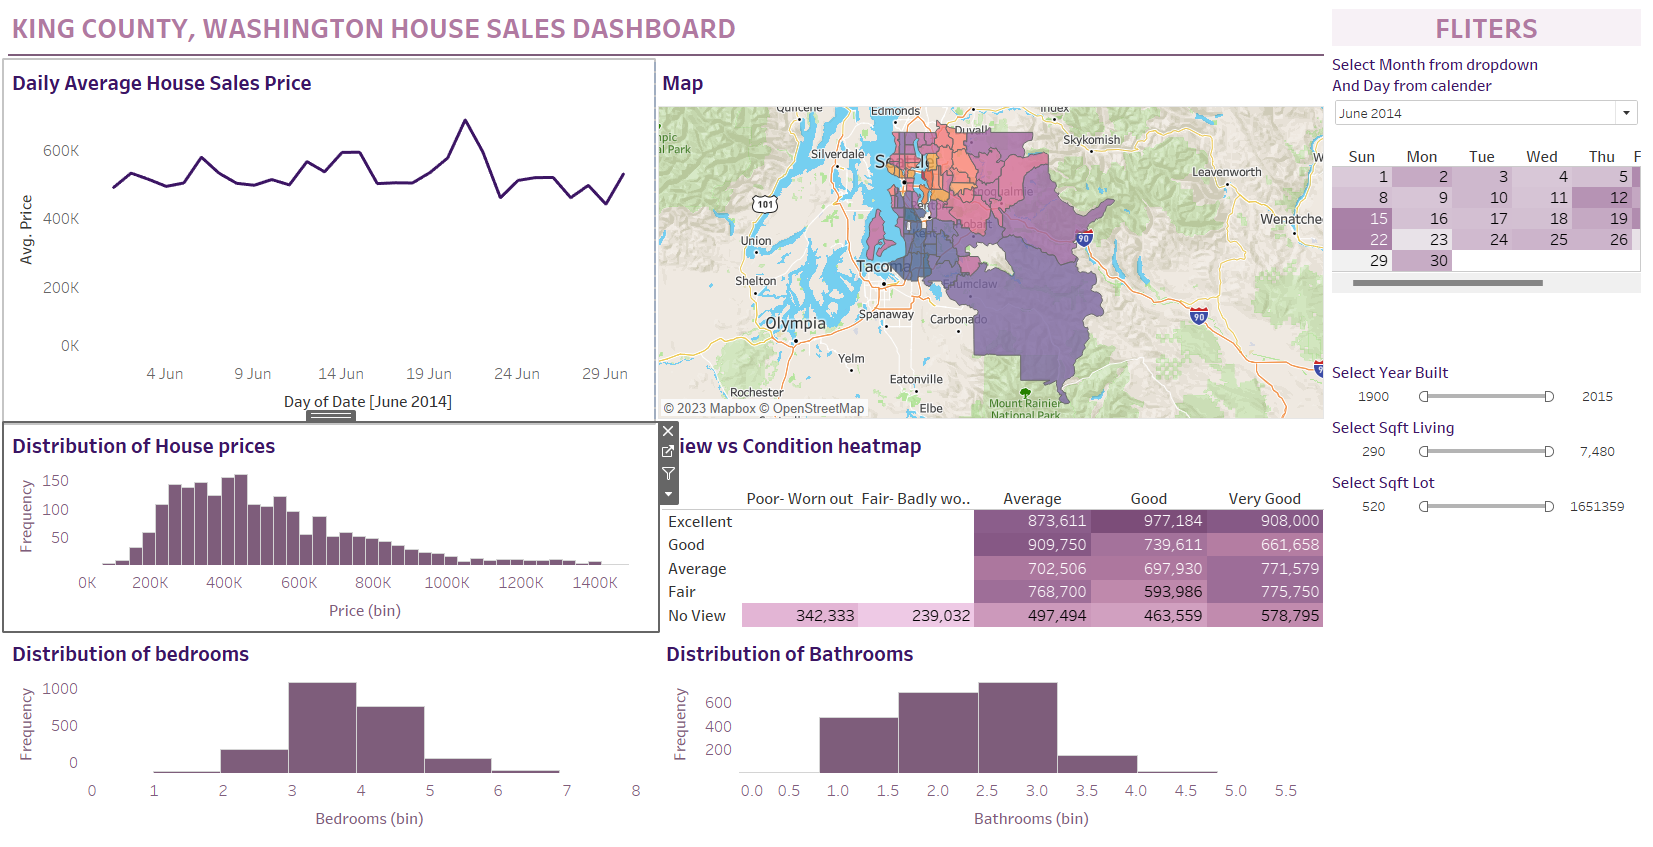 KING COUNTY, WASHINGTON HOUSE SALES DASHBOARD
Daily Average House Sales Price
600K
400K
200K
0K
Avg. Price
4 Jun 9 Jun 14 Jun 19 Jun 24 Jun 29 Jun
Day of Date [June 2014]
Map
Edmonds
Duvall
Skykomish
Silverdale
Seattle
Leavenworth
101
Snoqualmie
Wenatche
Union
Kent
90
Tacoma
Shelton
Enumclaw
Spanaway
Carbonado
90
Olympia
Yelm
Eatonville
Rochester
Elbe
Mount Rainier
National Park
© 2023 Mapbox © OpenStreetMap
Distribution of House prices
150
100
50
Frequency
0K 200K 400K 600K 800K 1000K 1200K 1400K
Price (bin)
iew vs Condition heatmap
Poor- Worn out Fair- Badly wo.. Average Good Very Good
Excellent 873,611 977,184 908,000
Good 909,750 739,611 661,658
Average 702,506 697,930 771,579
Fair 768,700 593,986 775,750
No View 342,333 239,032 497,494 463,559 578,795
Distribution of bedrooms
1000
500
0
Frequency
0 1 2 3 4 5 6 7 8
Bedrooms (bin)
Distribution of Bathrooms
600
400
200
Frequency
0.0 0.5 1.0 1.5 2.0 2.5 3.0 3.5 4.0 4.5 5.0 5.5
Bathrooms (bin)
FLITERS
Select Month from dropdown
And Day from calender
June 2014
Sun Mon Tue Wed Thu F
1 2 3 4 5
8 9 10 11 12
15 16 17 18 19
22 23 24 25 26
29 30
Select Year Built
1900 2015
Select Sqft Living
290 7,480
Select Sqft Lot
520 1651359